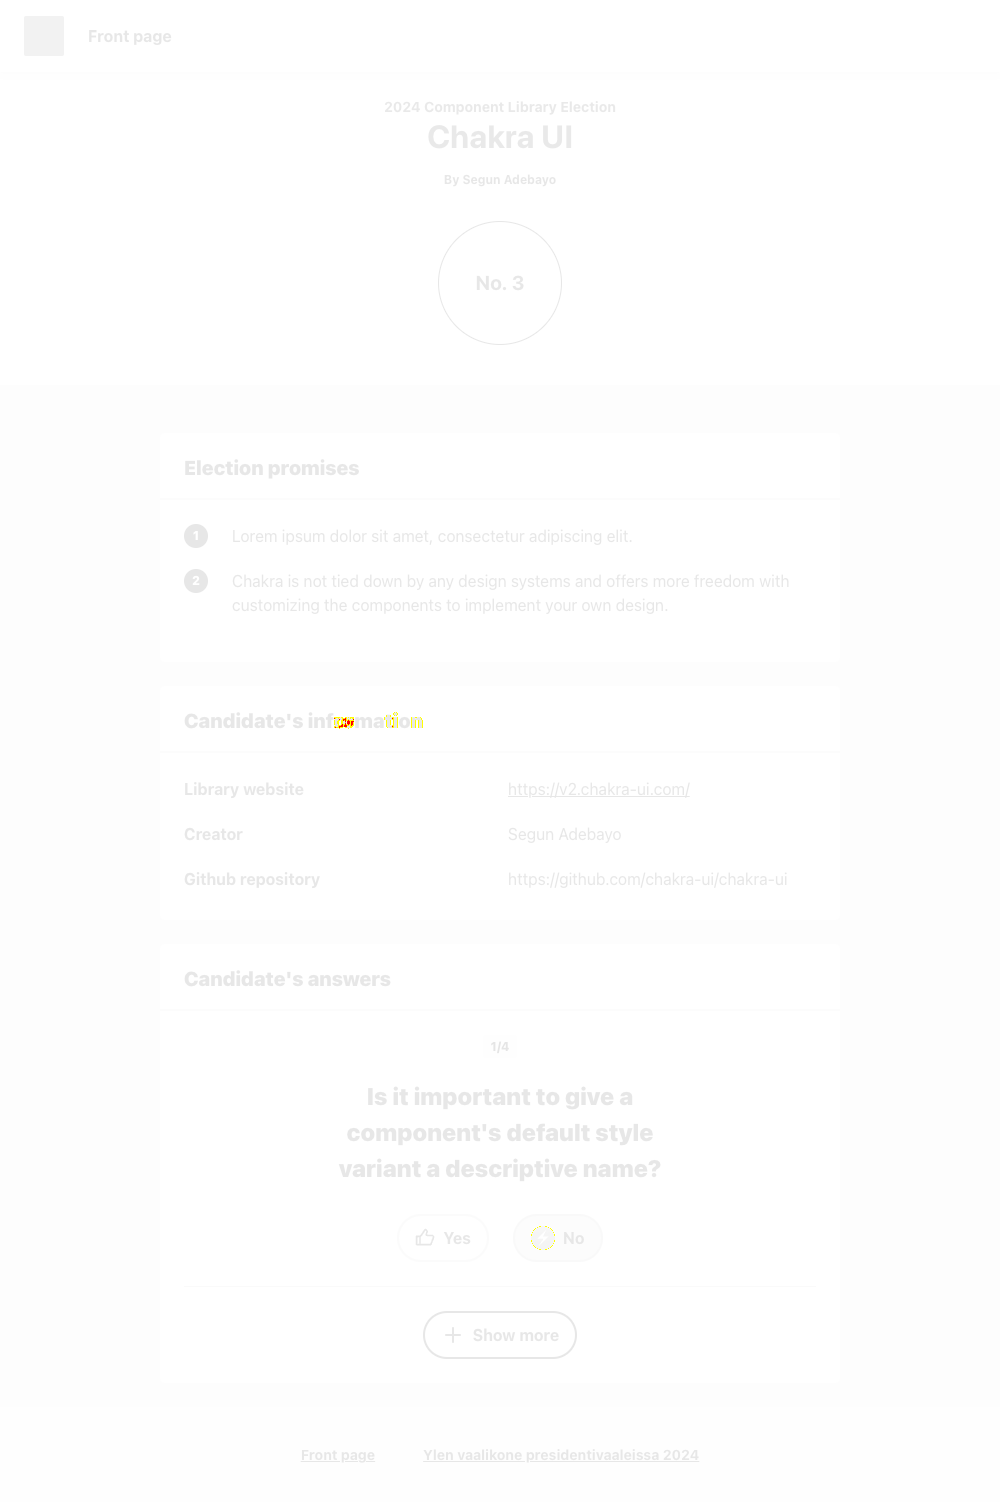 Front page
2024 Component Library Election
Chakra UI
By Segun Adebayo
No. 3
Election promises
1 Lorem ipsum dolor sit amet, consectetur adipiscing elit.
2 Chakra is not tied down by any design systems and offers more freedom with
customizing the components to implement your own design.
Candidate's
Library website https://v2.chakra-ui.com/
Creator Segun Adebayo
Github repository https://github.com/chakra-ui/chakra-ui
Candidate's answers
1/4
Is it important to give a
component's default style
variant a descriptive name?
Yes No
Show more
Front page Ylen vaalikone presidentivaaleissa 2024